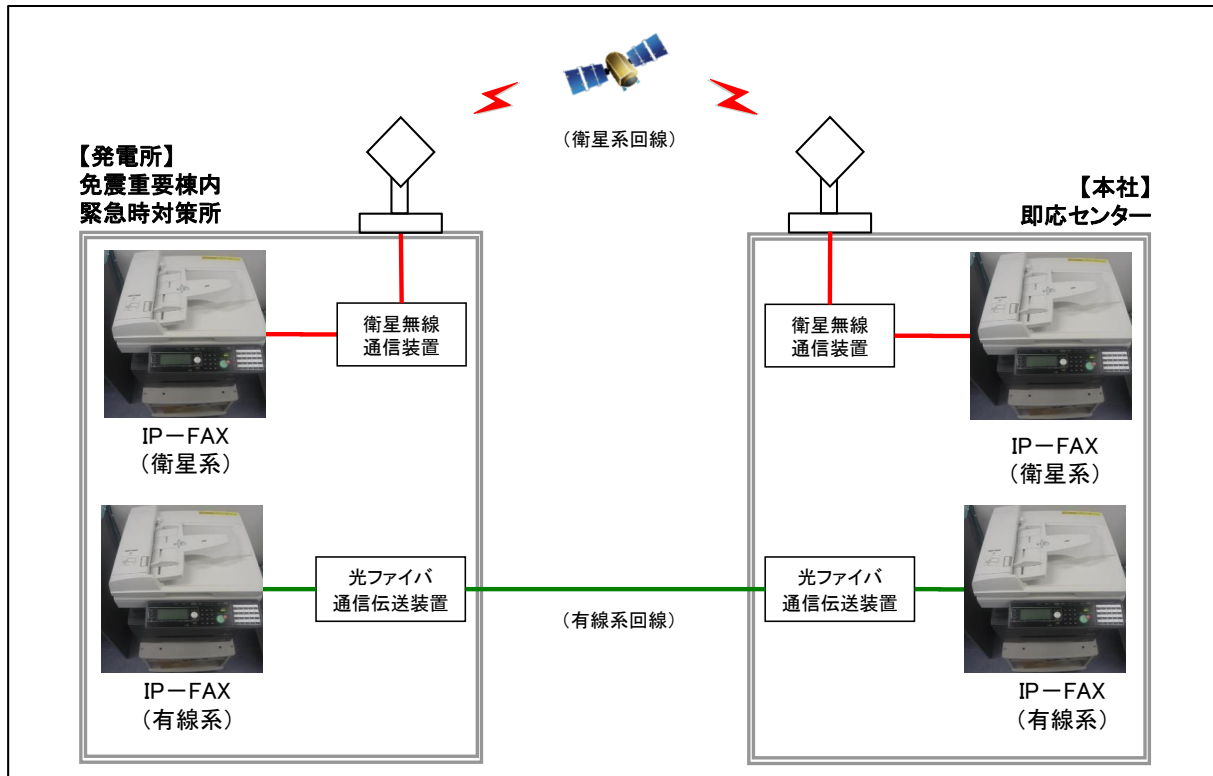 （衛星系回線）
【発電所】
免震重要棟内
緊急時対策所
【本社】
即応センター
衛星無線
通信装置
衛星無線
通信装置
IP－FAX
（衛星系）
IP－FAX
（衛星系）
光ファイバ
通信伝送装置
光ファイバ
通信伝送装置
（有線系回線）
IP－FAX
（有線系）
IP－FAX
（有線系）